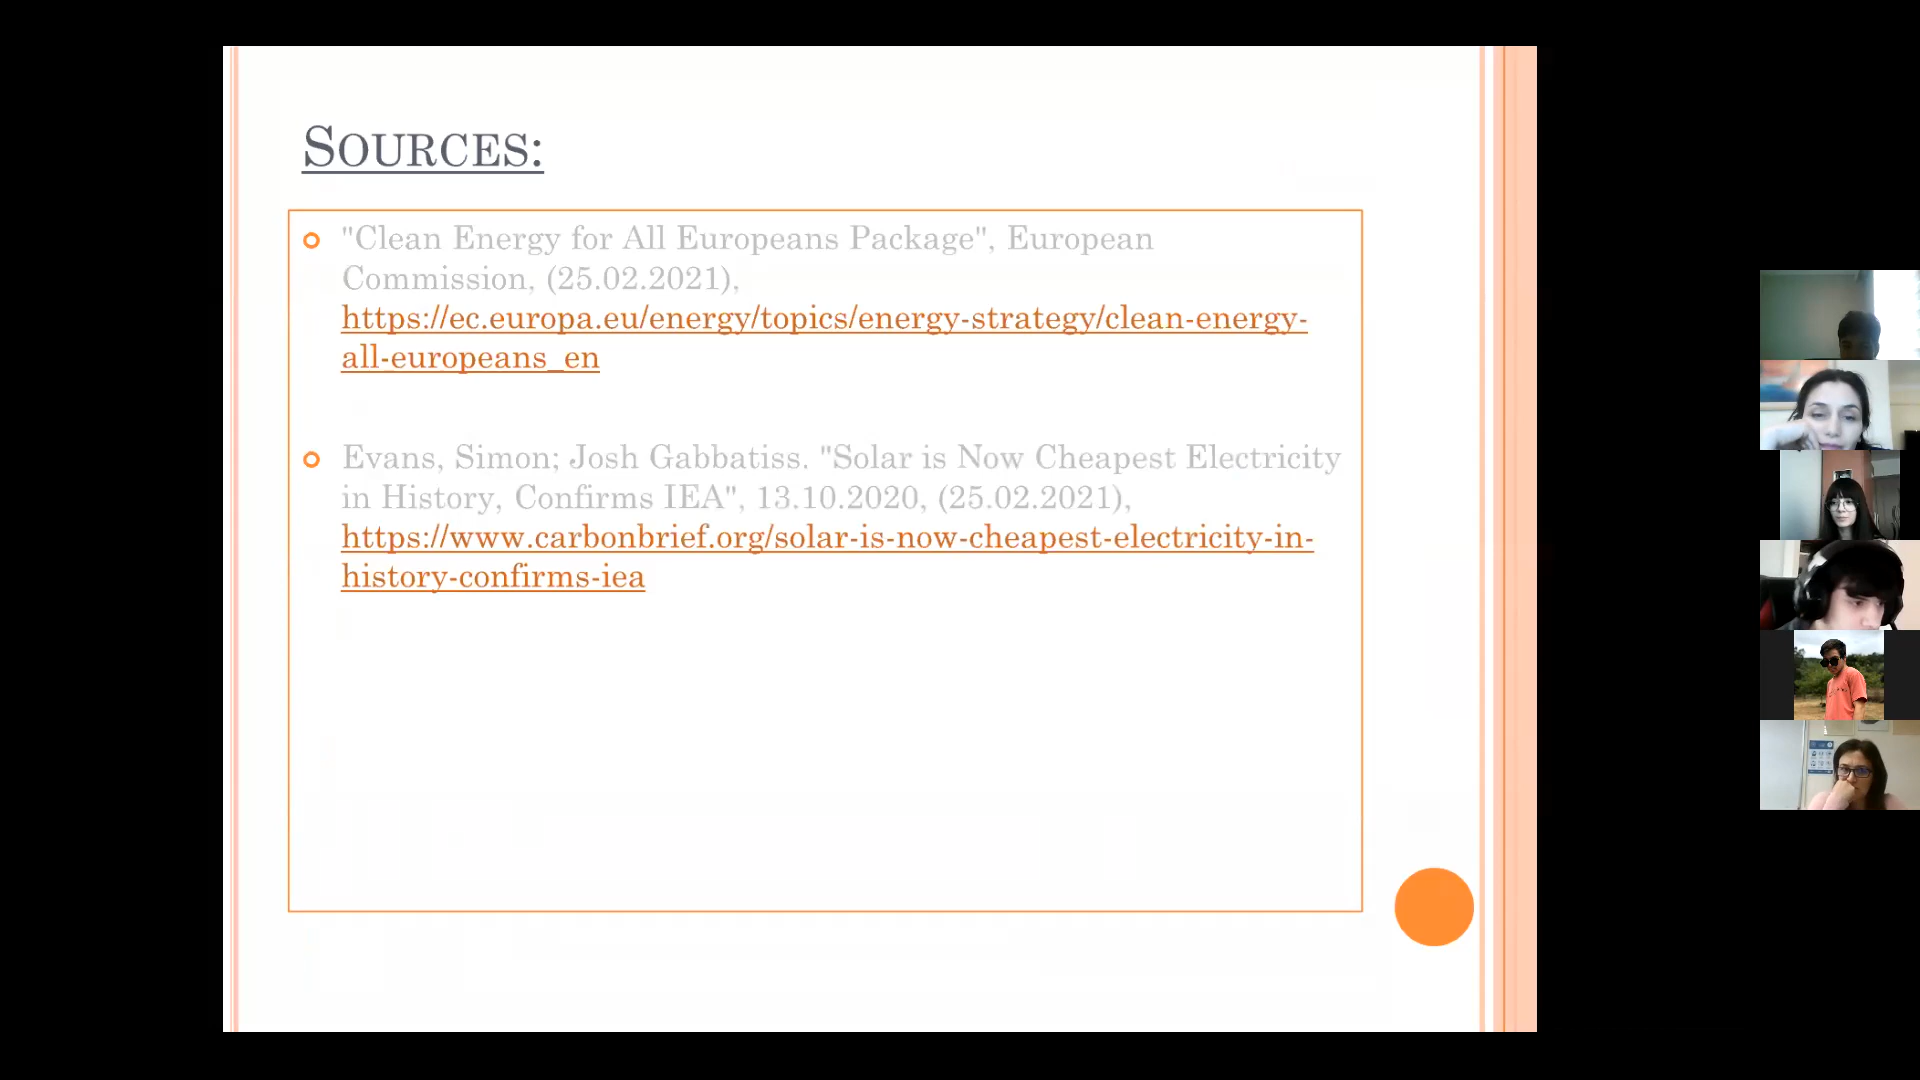 SOURCES:
"Clean Energy for All Europeans Package", European
Commission, (25.02.2021),
https://ec.europa.eu/energy/topics/energy-strategy/clean-energy-
all-europeans_en
Evans, Simon; Josh Gabbatiss. "Solar is Now Cheapest Electricity
in History, Confirms IEA", 13.10.2020, (25.02.2021),
https://www.carbonbrief.org/solar-is-now-cheapest-electricity-in-
history-confirms-iea